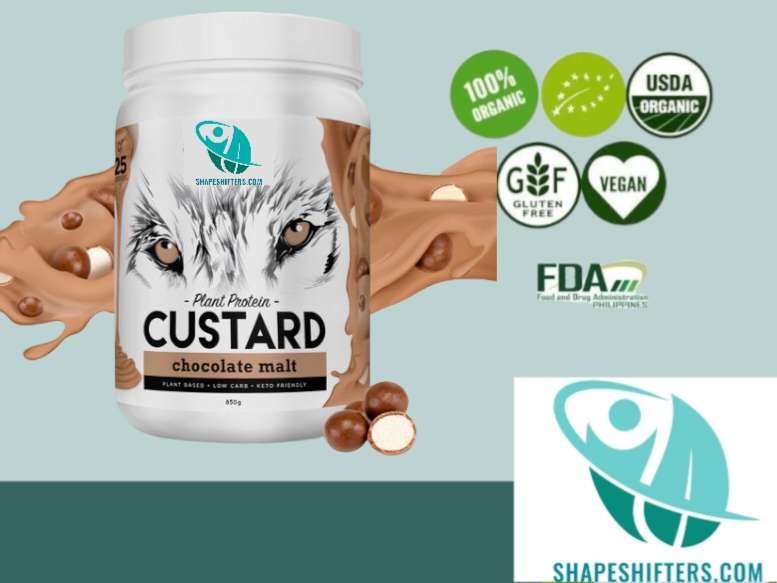 SHAPESHIFTERS.COM
25
- Plant Protein -
CUSTARD
chocolate malt
PLANT BASED • LOW CARB • KETO FRIENDLY
850g
100%
ORGANIC
USDA
ORGANIC
G F
GLUTEN
FREE
VEGAN
FDA
Food and Drug Administration
PHILIPPINES
SHAPESHIFTERS.COM